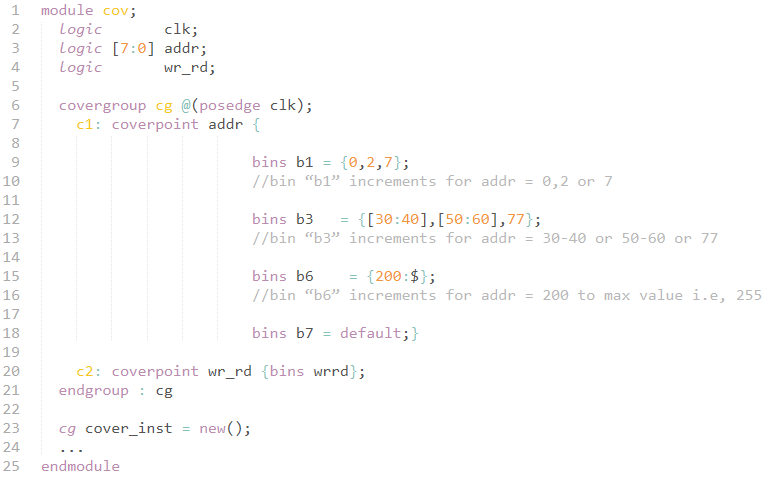 1 module cov;
2 logic clk;
3 logic [7:0] addr;
4 logic wr_rd;
5
6 covergroup cg @(posedge clk);
7 c1: coverpoint addr {
8
9 bins b1 = {0,2,7};
10 //bin “b1” increments for addr = 0,2 or 7
11
12 bins b3 = {[30:40],[50:60],77};
13 //bin “b3” increments for addr = 30-40 or 50-60 or 77
14
15 bins b6 = {200:$};
16 //bin “b6” increments for addr = 200 to max value i.e, 255
17
18 bins b7 = default;}
19
20 c2: coverpoint wr_rd {bins wrrd};
21 endgroup : cg
22
23 cg cover_inst = new();
24 ...
25 endmodule